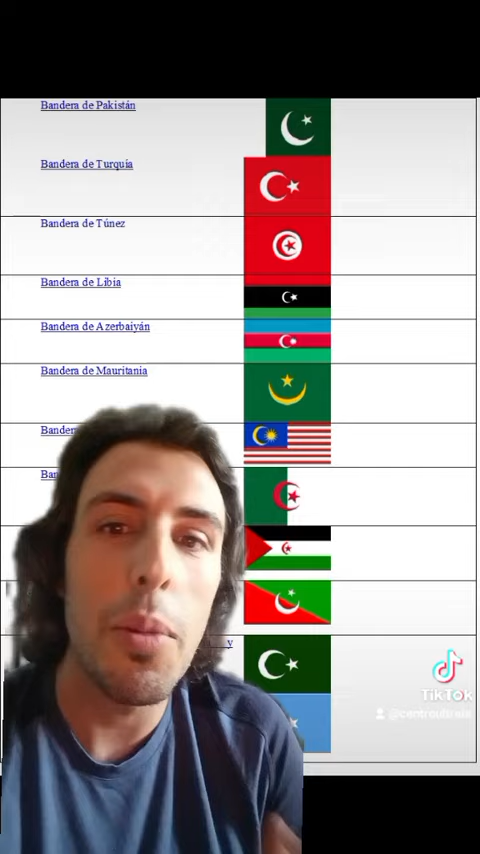 Bandera de Pakistán
Bandera de Turquía
Bandera de Túnez
Bandera de Libia
Bandera de Azerbaiyán
Bandera de Mauritania
y
TikTok